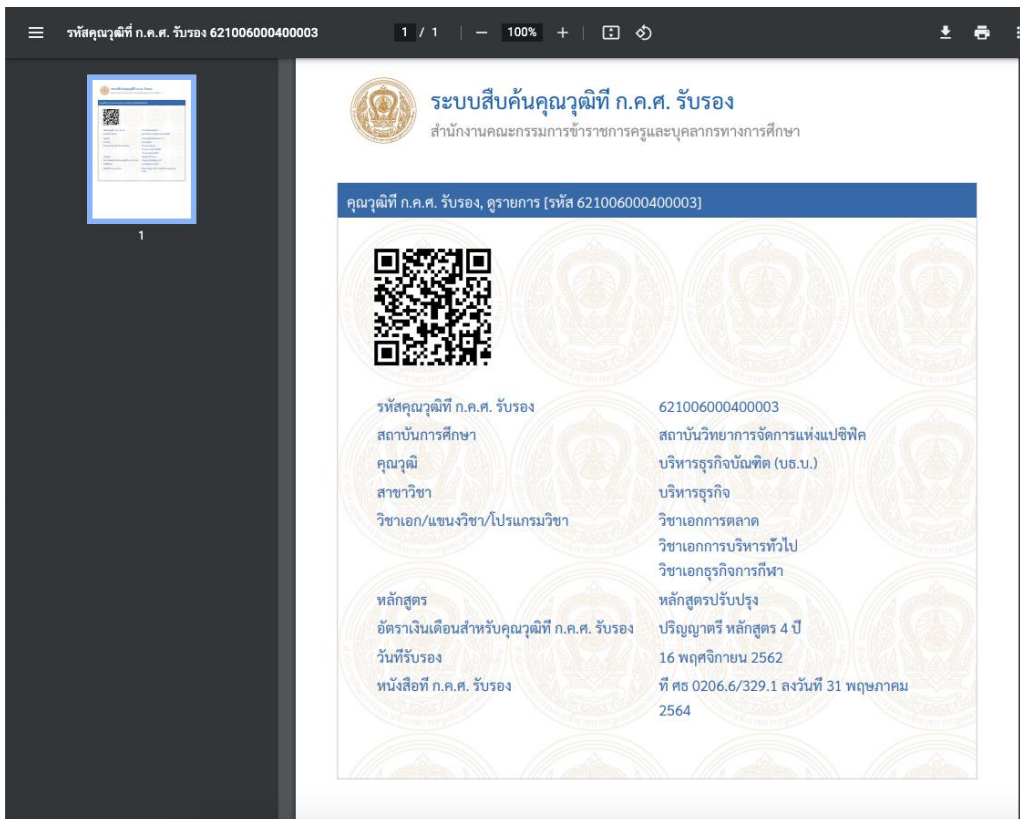 รหัสคุณวุฒิที่ ก.ค.ศ. รับรอง 621006000400003
1 / 1
100%
1
ระบบสืบค้นคุณวุฒิที่ ก.ค.ศ. รับรอง
สำนักงานคณะกรรมการข้าราชการครูและบุคลากรทางการศึกษา
คุณวุฒิที่ ก.ค.ศ. รับรอง, ดูรายการ [รหัส 621006000400003]
รหัสคุณวุฒิที่ ก.ค.ศ. รับรอง 621006000400003
สถาบันการศึกษา สถาบันวิทยาการจัดการแห่งแปซิฟิค
คุณวุฒิ บริหารธุรกิจบัณฑิต (บธ.บ.)
สาขาวิชา บริหารธุรกิจ
วิชาเอก/แขนงวิชา/โปรแกรมวิชา วิชาเอกการตลาด
วิชาเอกการบริหารทั่วไป
วิชาเอกธุรกิจการกีฬา
หลักสูตร หลักสูตรปรับปรุง
อัตราเงินเดือนสำหรับคุณวุฒิที่ ก.ค.ศ. รับรอง ปริญญาตรี หลักสูตร 4 ปี
วันที่รับรอง 16 พฤศจิกายน 2562
หนังสือที่ ก.ค.ศ. รับรอง ที่ ศธ 0206.6/329.1 ลงวันที่ 31 พฤษภาคม
2564